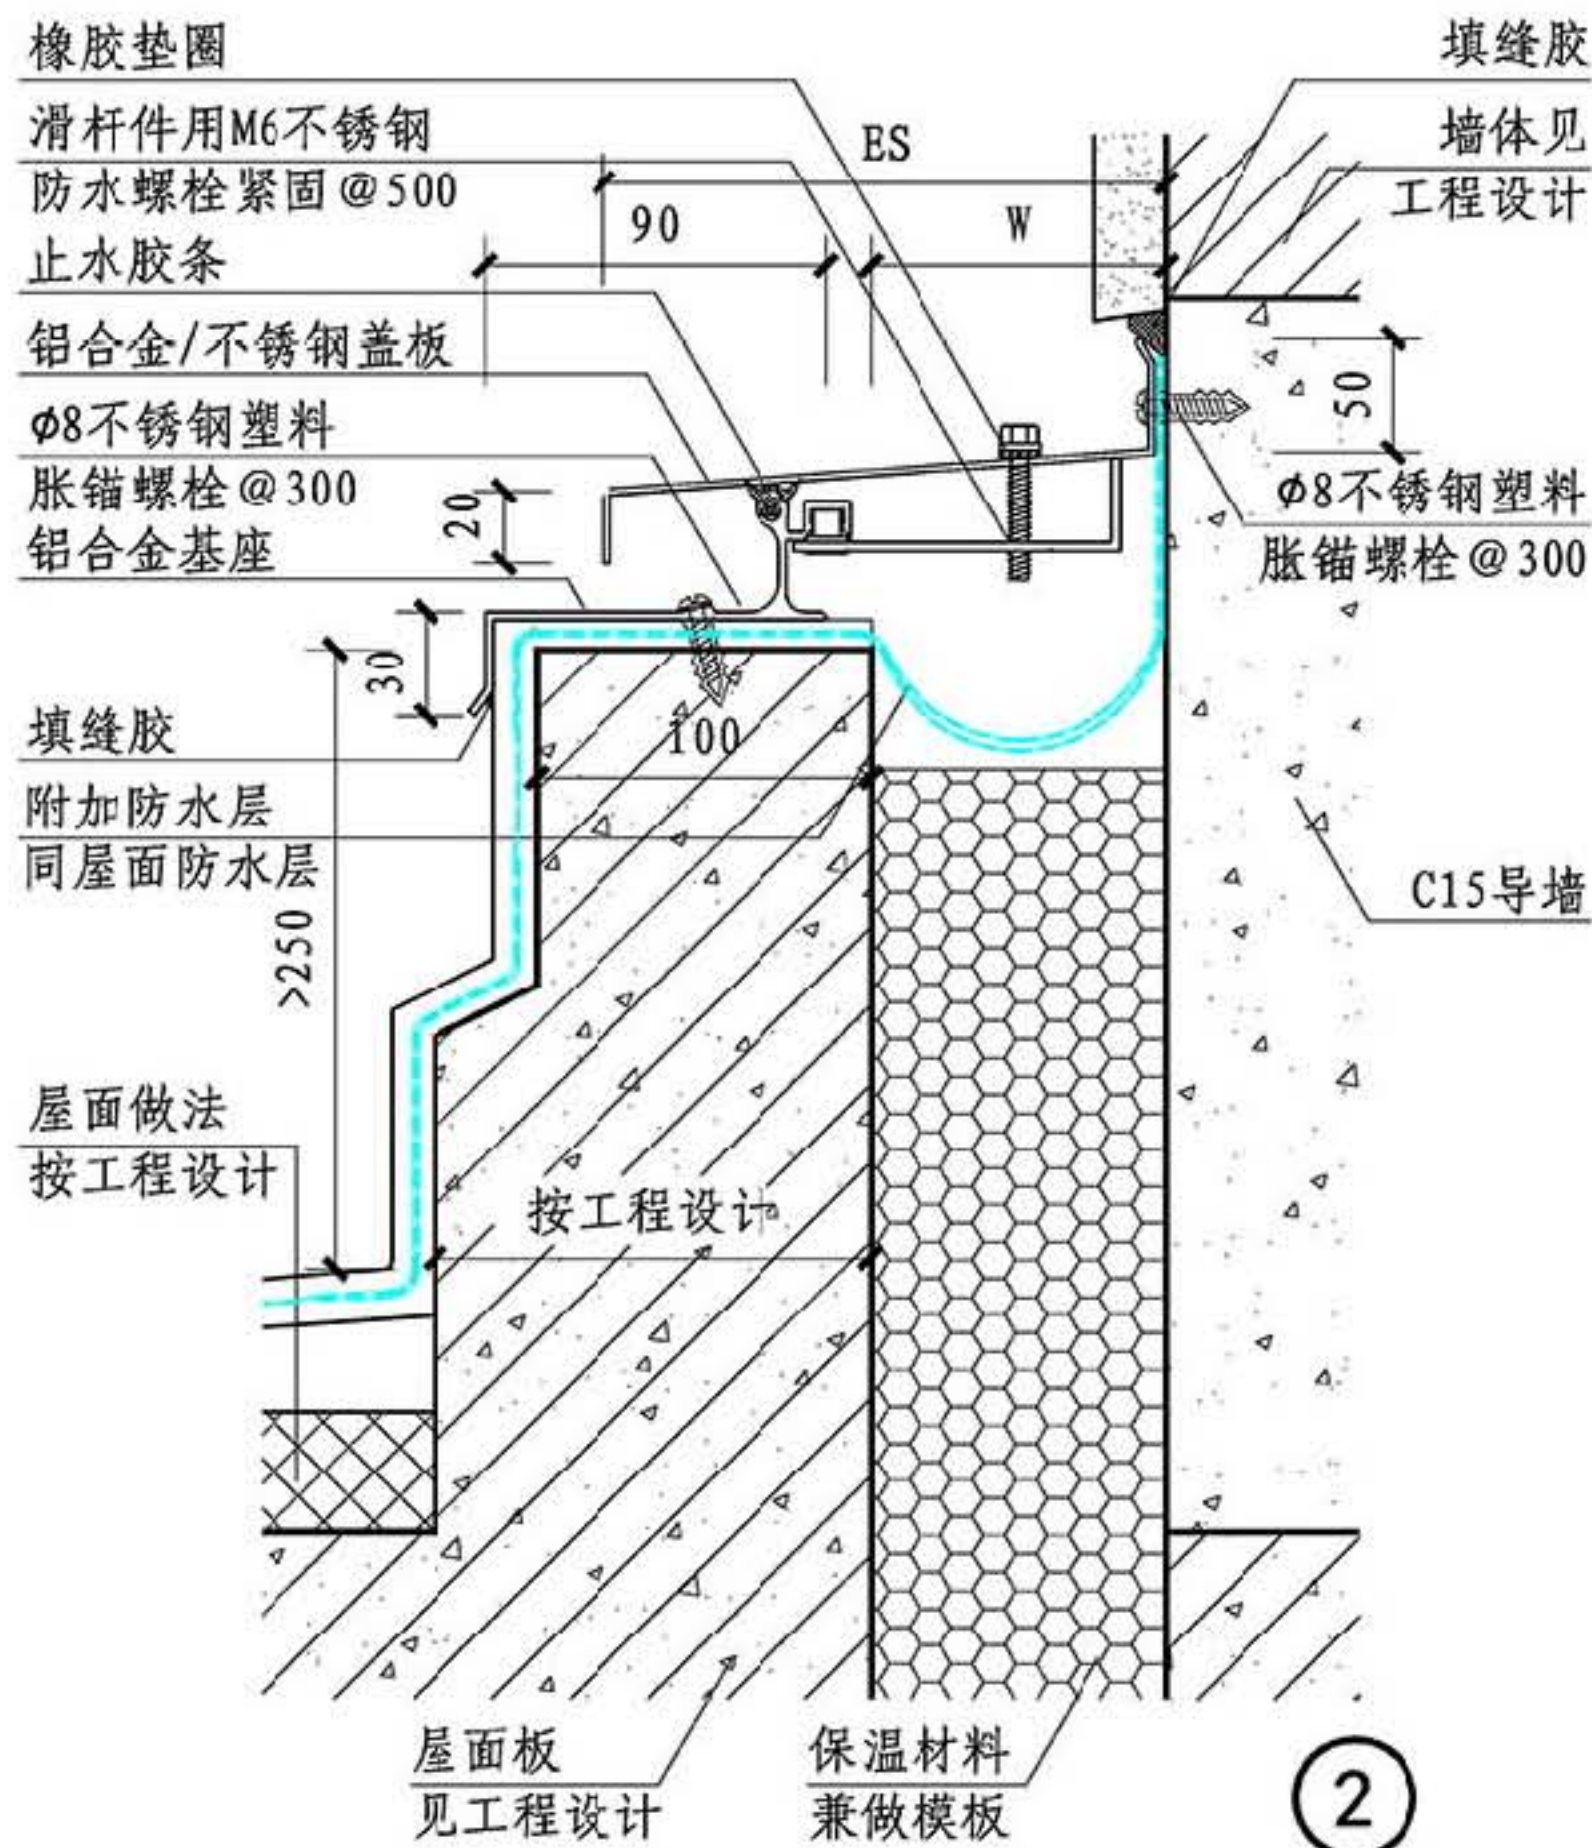 橡胶垫圈
滑杆件用M6不锈钢
防水螺栓紧固@500
止水胶条
铝合金/不锈钢盖板
φ8不锈钢塑料
胀锚螺栓@300
铝合金基座
填缝胶
附加防水层
同屋面防水层
屋面做法
按工程设计
填缝胶
墙体见
工程设计
ES
90
W
50
20
φ8不锈钢塑料
胀锚螺栓@300
30
100
>250
C15导墙
按工程设计
屋面板
见工程设计
保温材料
兼做模板
2